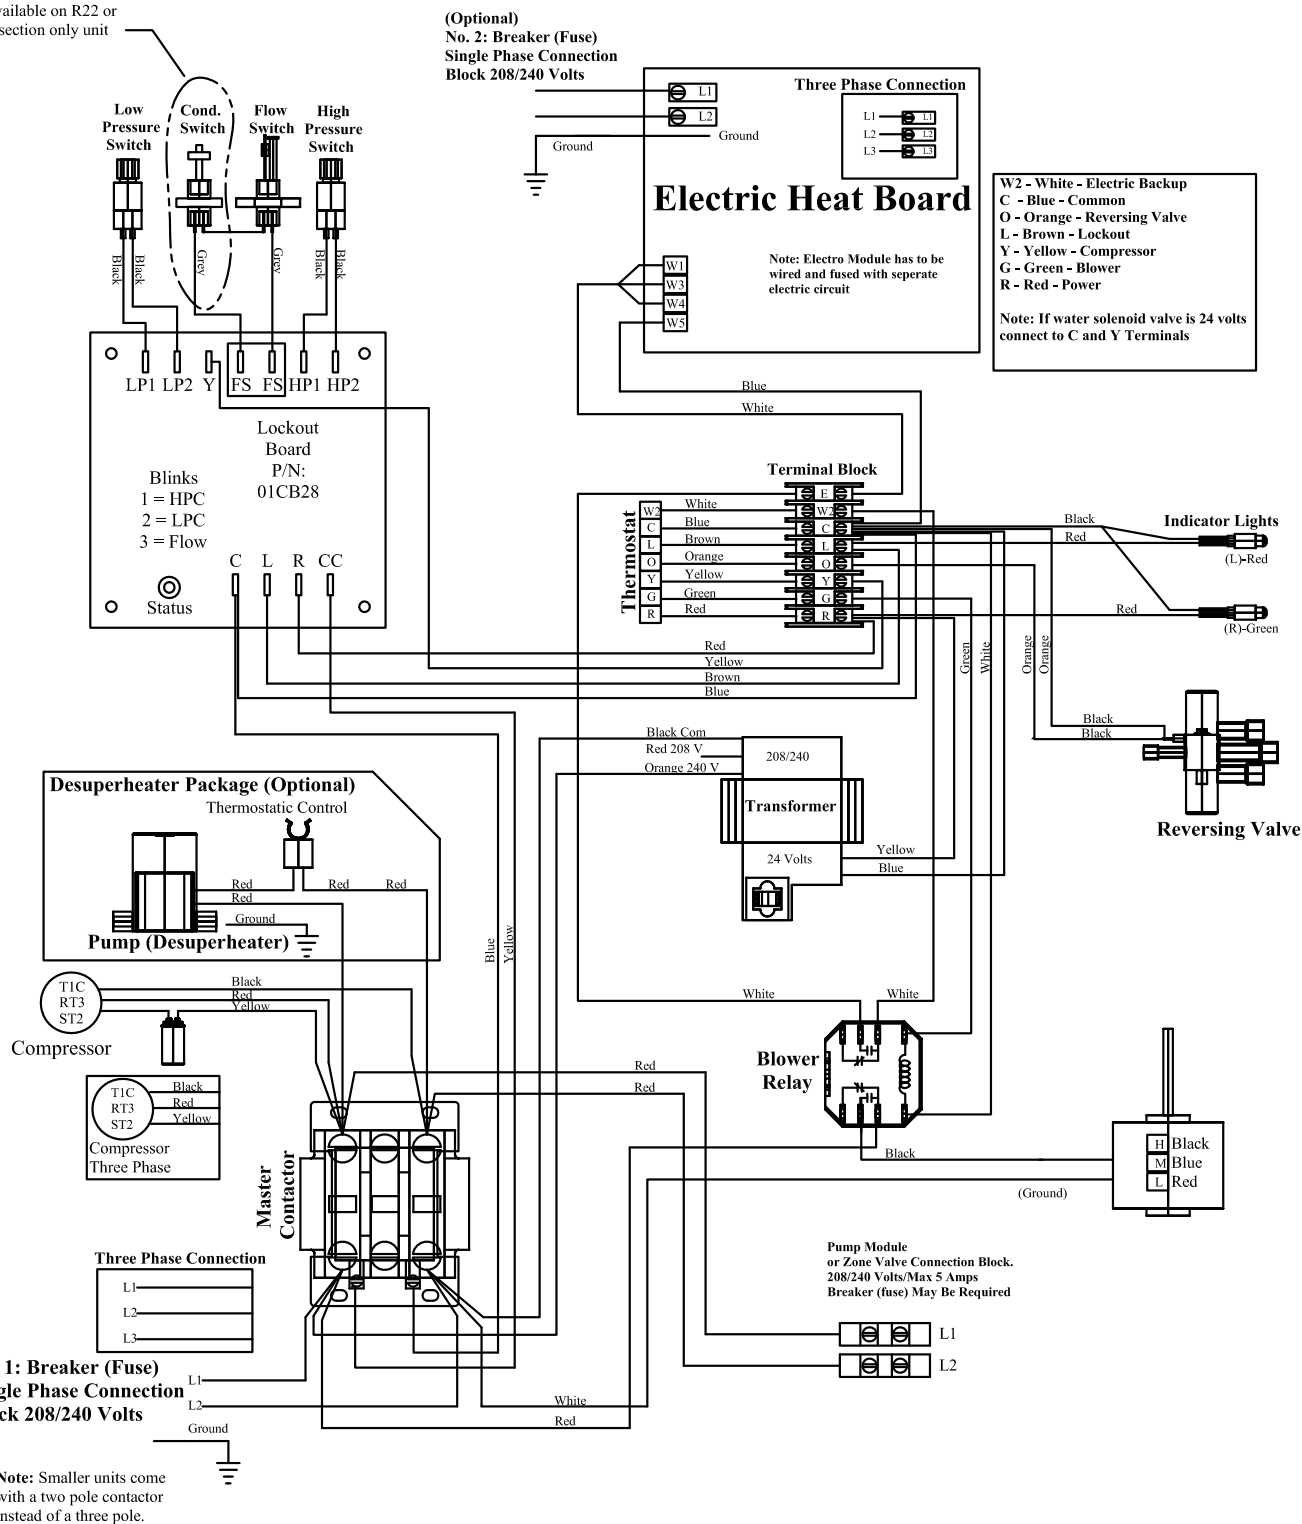 vailable on R22 or
section only unit
(Optional)
No. 2: Breaker (Fuse)
Single Phase Connection
Block 208/240 Volts
L1
L2
Ground
Ground
Three Phase Connection
L1
L1
L2
L2
L3
L3
Electric Heat Board
Note: Electro Module has to be
wired and fused with seperate
electric circuit
W1
W3
W4
W5
W2 - White - Electric Backup
C - Blue - Common
O - Orange - Reversing Valve
L - Brown - Lockout
Y - Yellow - Compressor
G - Green - Blower
R - Red - Power
Note: If water solenoid valve is 24 volts
connect to C and Y Terminals
Low
Pressure
Switch
Cond.
Switch
Flow
Switch
High
Pressure
Switch
Black
Black
Grey
Grey
Black
Black
LP1
LP2
Y
FS
FS
HP1
HP2
Lockout
Board
P/N:
01CB28
Blinks
1 = HPC
2 = LPC
3 = Flow
Status
C
L
R
CC
Blue
White
Terminal Block
Thermostat
W2
C
L
O
Y
G
R
White
Blue
Brown
Orange
Yellow
Green
Red
E
W2
C
L
O
Y
G
R
Black
Red
Indicator Lights
(L)-Red
Red
(R)-Green
Red
Yellow
Brown
Blue
Green
White
Orange
Orange
Black
Black
Reversing Valve
Black Com
Red 208 V
Orange 240 V
208/240
Transformer
24 Volts
Yellow
Blue
Desuperheater Package (Optional)
Thermostatic Control
Red
Red
Red
Red
Ground
Pump (Desuperheater)
Blue
Yellow
T1C
RT3
ST2
Black
Red
Yellow
Compressor
T1C
RT3
ST2
Black
Red
Yellow
Compressor
Three Phase
White
White
Blower
Relay
Red
Red
Black
(Ground)
H
M
L
Black
Blue
Red
Master
Contactor
Three Phase Connection
L1
L2
L3
1: Breaker (Fuse)
gle Phase Connection
ck 208/240 Volts
L1
L2
Ground
White
Red
Pump Module
or Zone Valve Connection Block.
208/240 Volts/Max 5 Amps
Breaker (fuse) May Be Required
L1
L2
Note: Smaller units come
with a two pole contactor
instead of a three pole.